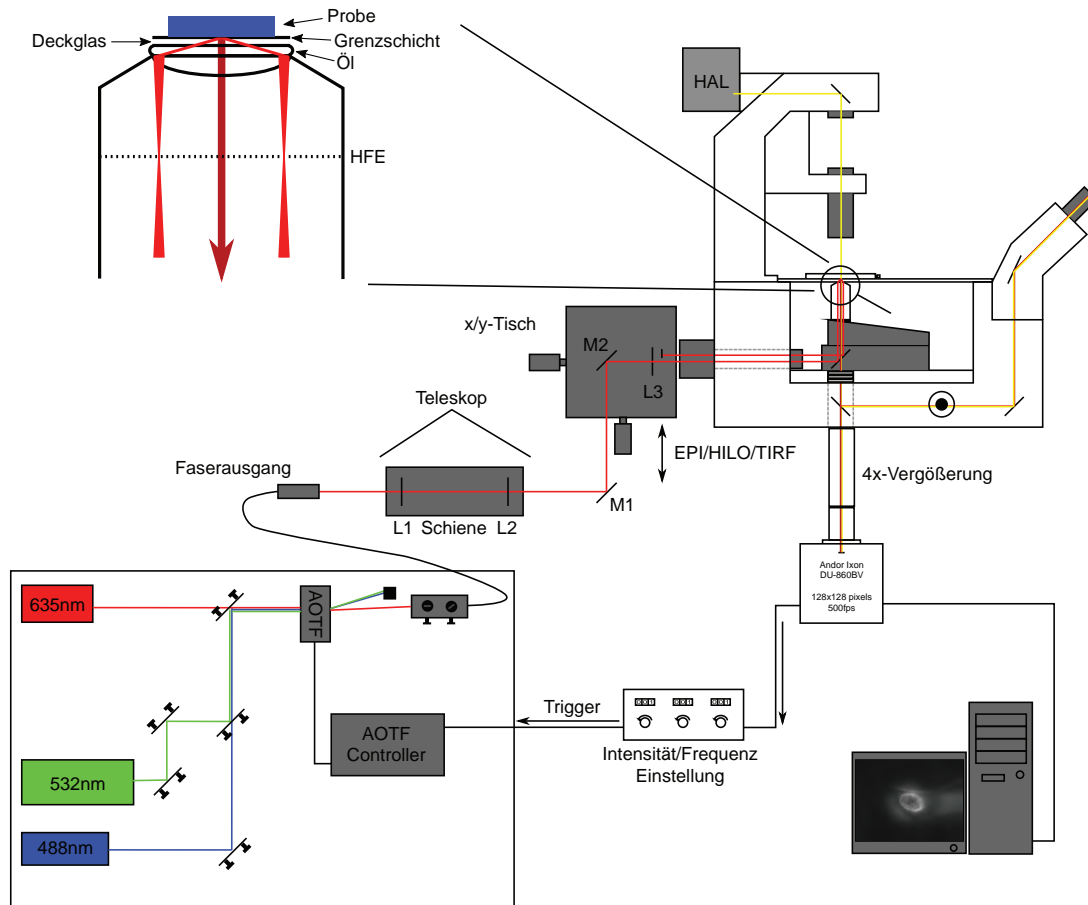 Probe
Deckglas
Grenzschicht
Öl
HFE
HAL
x/y-Tisch
M2
L3
Teleskop
EPI/HILO/TIRF
Faserausgang
4x-Vergößerung
M1
L1 Schiene L2
Andor Ixon
DU-860BV
128x128 pixels
500fps
635nm
AOTF
Trigger
AOTF
Controller
Intensität/Frequenz
Einstellung
532nm
488nm